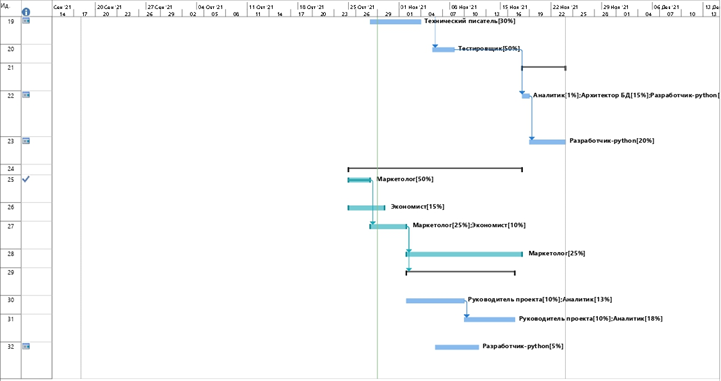 Ид.
Сен '21 20 Сен '21 27 Сен '21 04 Окт '21 11 Окт '21 18 Окт '21 25 Окт '21 01 Ноя '21 08 Ноя '21 15 Ноя '21 22 Ноя '21 29 Ноя '21 06 Дек '21 13 Де
14 17 20 23 26 29 02 05 08 11 14 17 20 23 26 29 01 04 07 10 13 16 19 22 25 28 01 04 07 10 13
19 Технический писатель[30%]
20 Тестировщик[50%]
21
22 Аналитик[1%];Архитектор БД[15%];Разработчик-python[
23 Разработчик-python[20%]
24
25 Маркетолог[50%]
26 Экономист[15%]
27 Маркетолог[25%];Экономист[10%]
28 Маркетолог[25%]
29
30 Руководитель проекта[10%];Аналитик[13%]
31 Руководитель проекта[10%];Аналитик[18%]
32 Разработчик-python[5%]